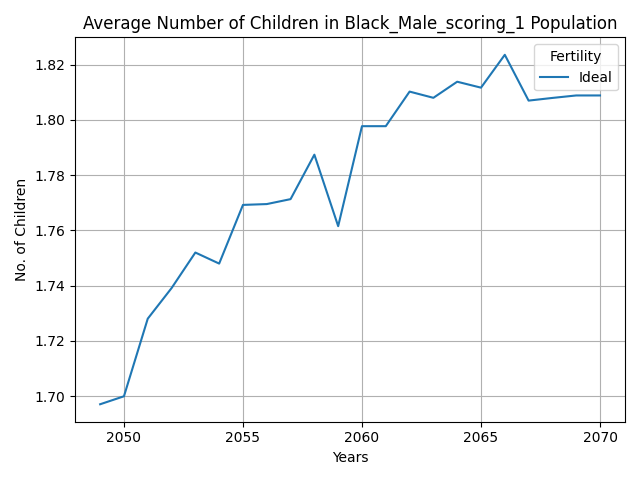 Average Number of Children in Black_Male_scoring_1 Population
Fertility
Ideal
No. of Children
1.82
1.80
1.78
1.76
1.74
1.72
1.70
2050 2055 2060 2065 2070
Years